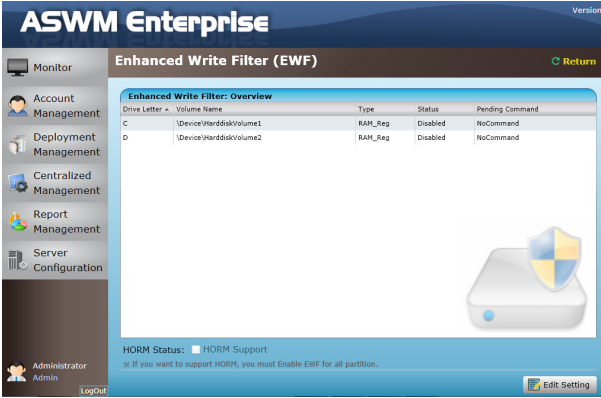 ASWM Enterprise
Version
Monitor
Account
Management
Deployment
Management
Centralized
Management
Report
Management
Server
Configuration
Administrator
Admin
LogOut
Enhanced Write Filter (EWF)
Return
Enhanced Write Filter: Overview
Drive Letter Volume Name Type Status Pending Command
C \Device\HarddiskVolume1 RAM_Reg Disabled NoCommand
D \Device\HarddiskVolume2 RAM_Reg Disabled NoCommand
HORM Status: HORM Support
※ If you want to support HORM, you must Enable EWF for all partition.
Edit Setting